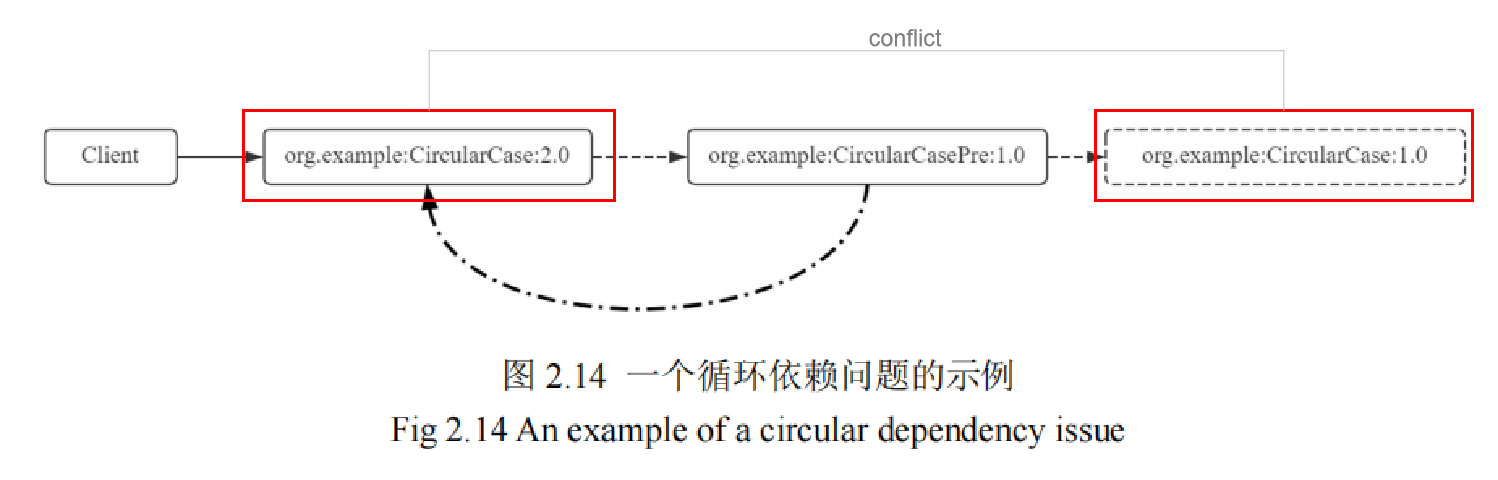 conflict
Client
org.example:CircularCase:2.0
org.example:CircularCasePre:1.0
org.example:CircularCase:1.0
图 2.14 一个循环依赖问题的示例
Fig 2.14 An example of a circular dependency issue